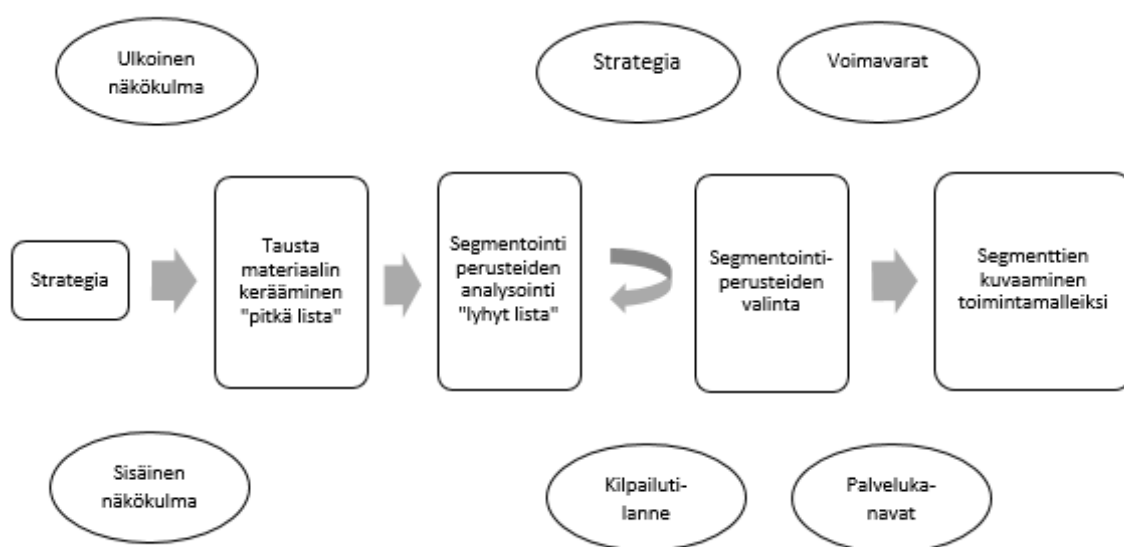 Ulkoinen
näkökulma
Strategia
Voimavarat
Strategia
Tausta
materiaalin
kerääminen
"pitkä lista"
Segmentointi
perusteiden
analysointi
"lyhyt lista"
Segmentointi-
perusteiden
valinta
Segmenttien
kuvaaminen
toimintamalleiksi
Sisäinen
näkökulma
Kilpailuti-
lanne
Palveluka-
navat